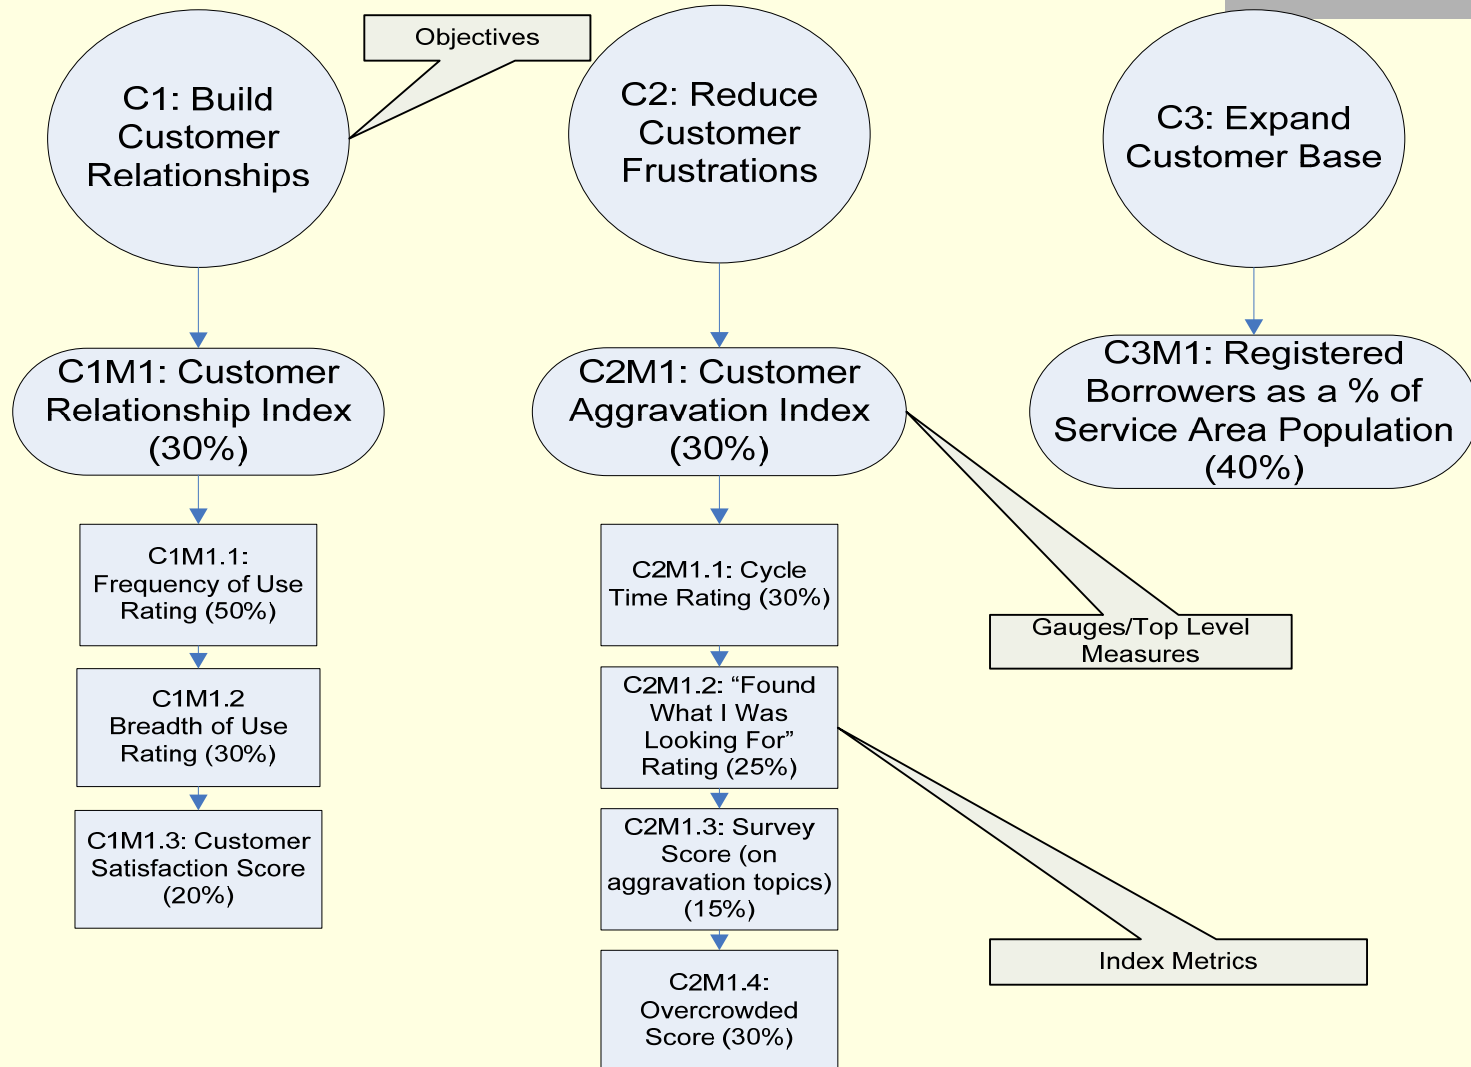 Objectives
C1: Build
Customer
Relationships
C2: Reduce
Customer
Frustrations
C3: Expand
Customer Base
C1M1: Customer
Relationship Index
(30%)
C2M1: Customer
Aggravation Index
(30%)
C3M1: Registered
Borrowers as a % of
Service Area Population
(40%)
C1M1.1:
Frequency of Use
Rating (50%)
C1M1.2
Breadth of Use
Rating (30%)
C1M1.3: Customer
Satisfaction Score
(20%)
C2M1.1: Cycle
Time Rating (30%)
C2M1.2: “Found
What I Was
Looking For”
Rating (25%)
C2M1.3: Survey
Score (on
aggravation topics)
(15%)
C2M1.4:
Overcrowded
Score (30%)
Gauges/Top Level
Measures
Index Metrics